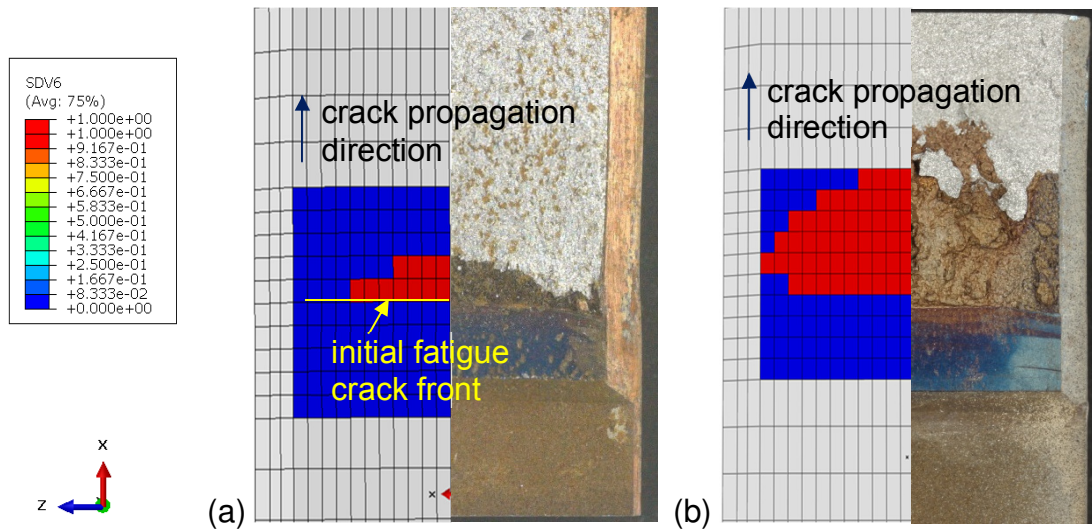 SDV6
(Avg: 75%)
+1.000e+00
+1.000e+00
+9.167e-01
+8.333e-01
+7.500e-01
+6.667e-01
+5.833e-01
+5.000e-01
+4.167e-01
+3.333e-01
+2.500e-01
+1.667e-01
+8.333e-02
+0.000e+00
crack propagation
direction
initial fatigue
crack front
crack propagation
direction
X
Z
x
x
(a)
(b)